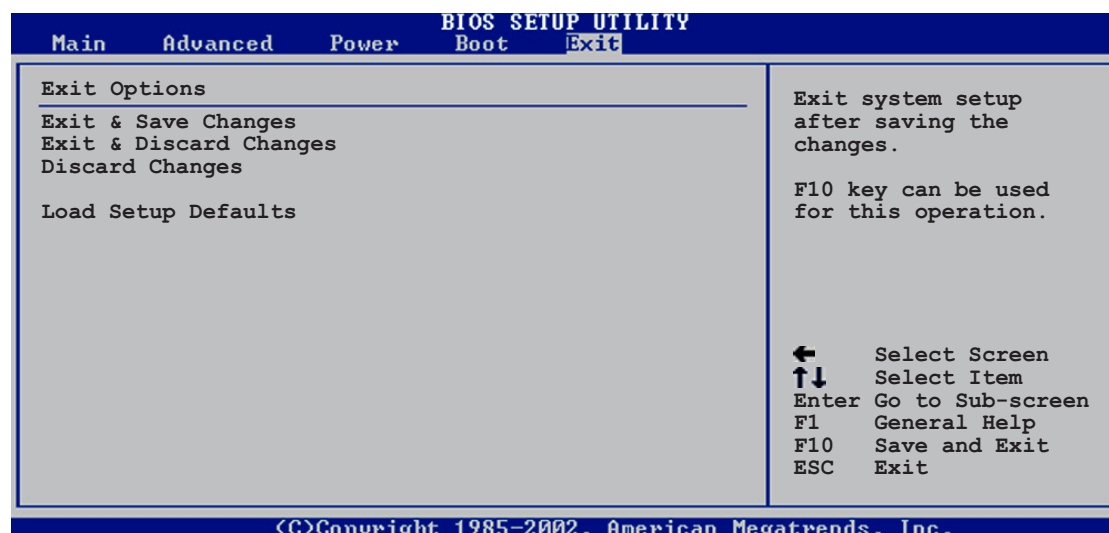 BIOS SETUP UTILITY
Main Advanced Power Boot Exit
Exit Options
Exit & Save Changes
Exit & Discard Changes
Discard Changes
Load Setup Defaults
Exit system setup
after saving the
changes.
F10 key can be used
for this operation.
← Select Screen
↑↓ Select Item
Enter Go to Sub-screen
F1 General Help
F10 Save and Exit
ESC Exit
(C)Copyright 1985-2002, American Megatrends, Inc.